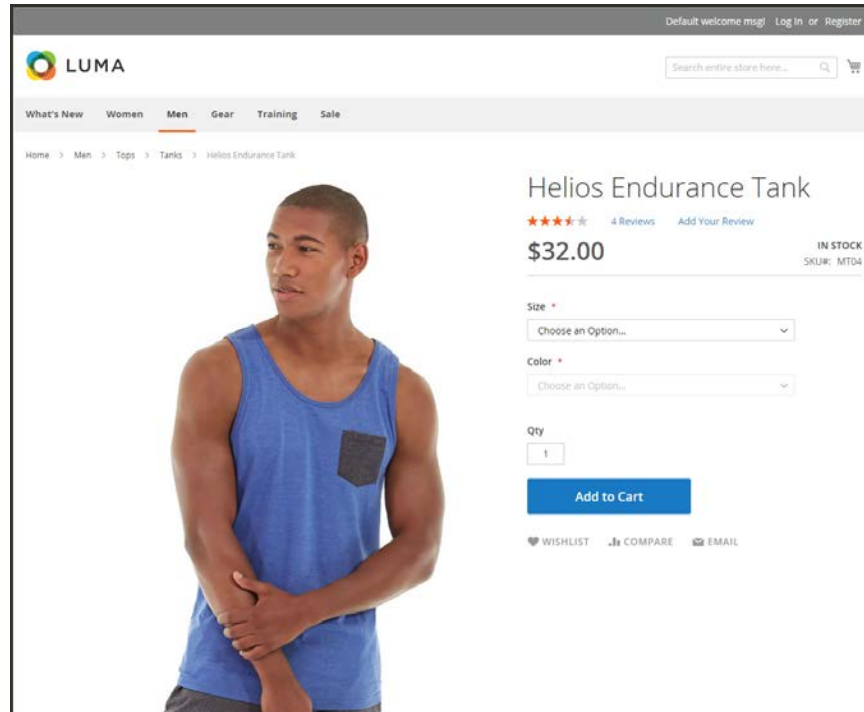 Default welcome msg! Log In or Register
LUMA
Search entire store here...
What's New Women Men Gear Training Sale
Home > Men > Tops > Tanks > Helios Endurance Tank
Helios Endurance Tank
4 Reviews Add Your Review
$32.00
IN STOCK
SKU#: MT04
Size *
Choose an Option...
Color *
Choose an Option...
Qty
1
Add to Cart
WISHLIST COMPARE EMAIL